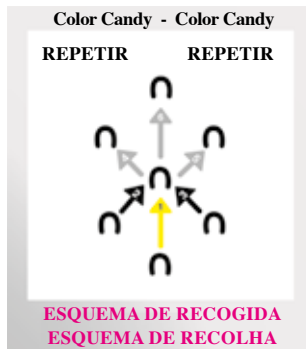 Color Candy - Color Candy
REPETIR REPETIR
ESQUEMA DE RECOGIDA
ESQUEMA DE RECOLHA